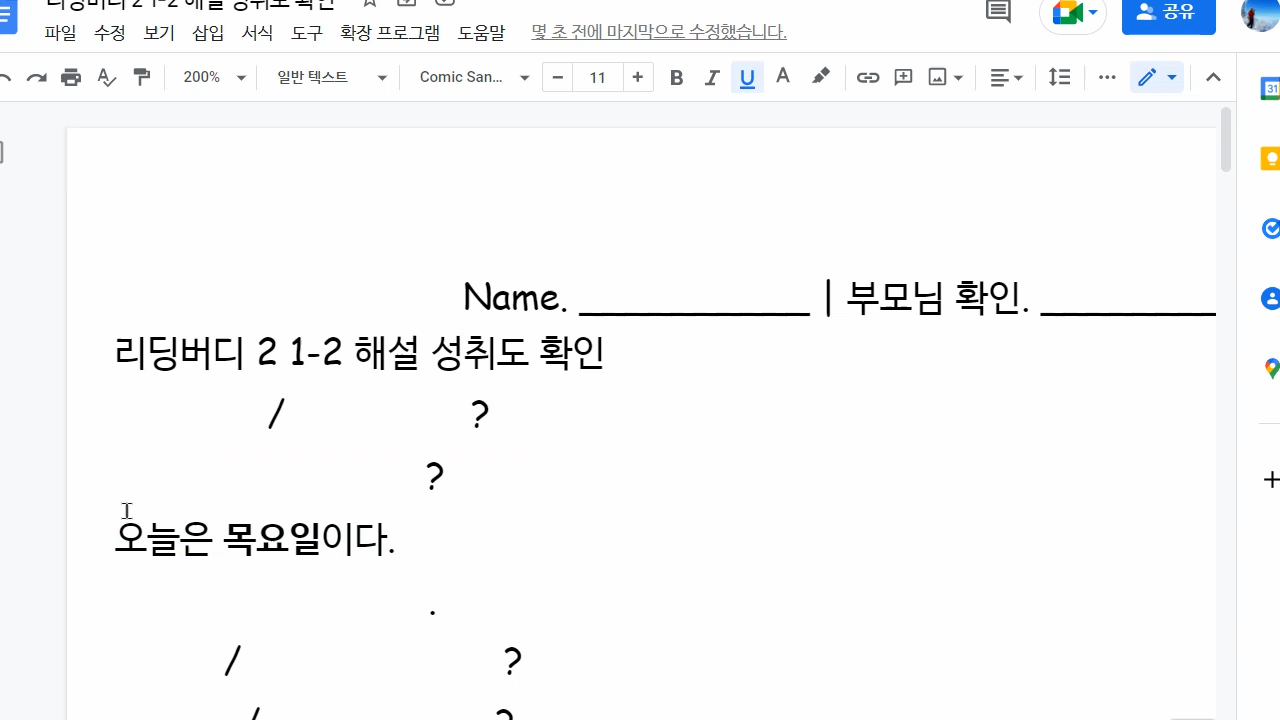 리딩버디 2 1-2 해설 성취도 확인
파일 수정 보기 삽입 서식 도구 확장 프로그램 도움말 몇 초 전에 마지막으로 수정했습니다.
공유
200% 일반 텍스트 Comic San... − 11 + B I U A
31
Name. __________ | 부모님 확인. ________
리딩버디 2 1-2 해설 성취도 확인
/ ?
?
오늘은 목요일이다.
.
/ ?
/ ?